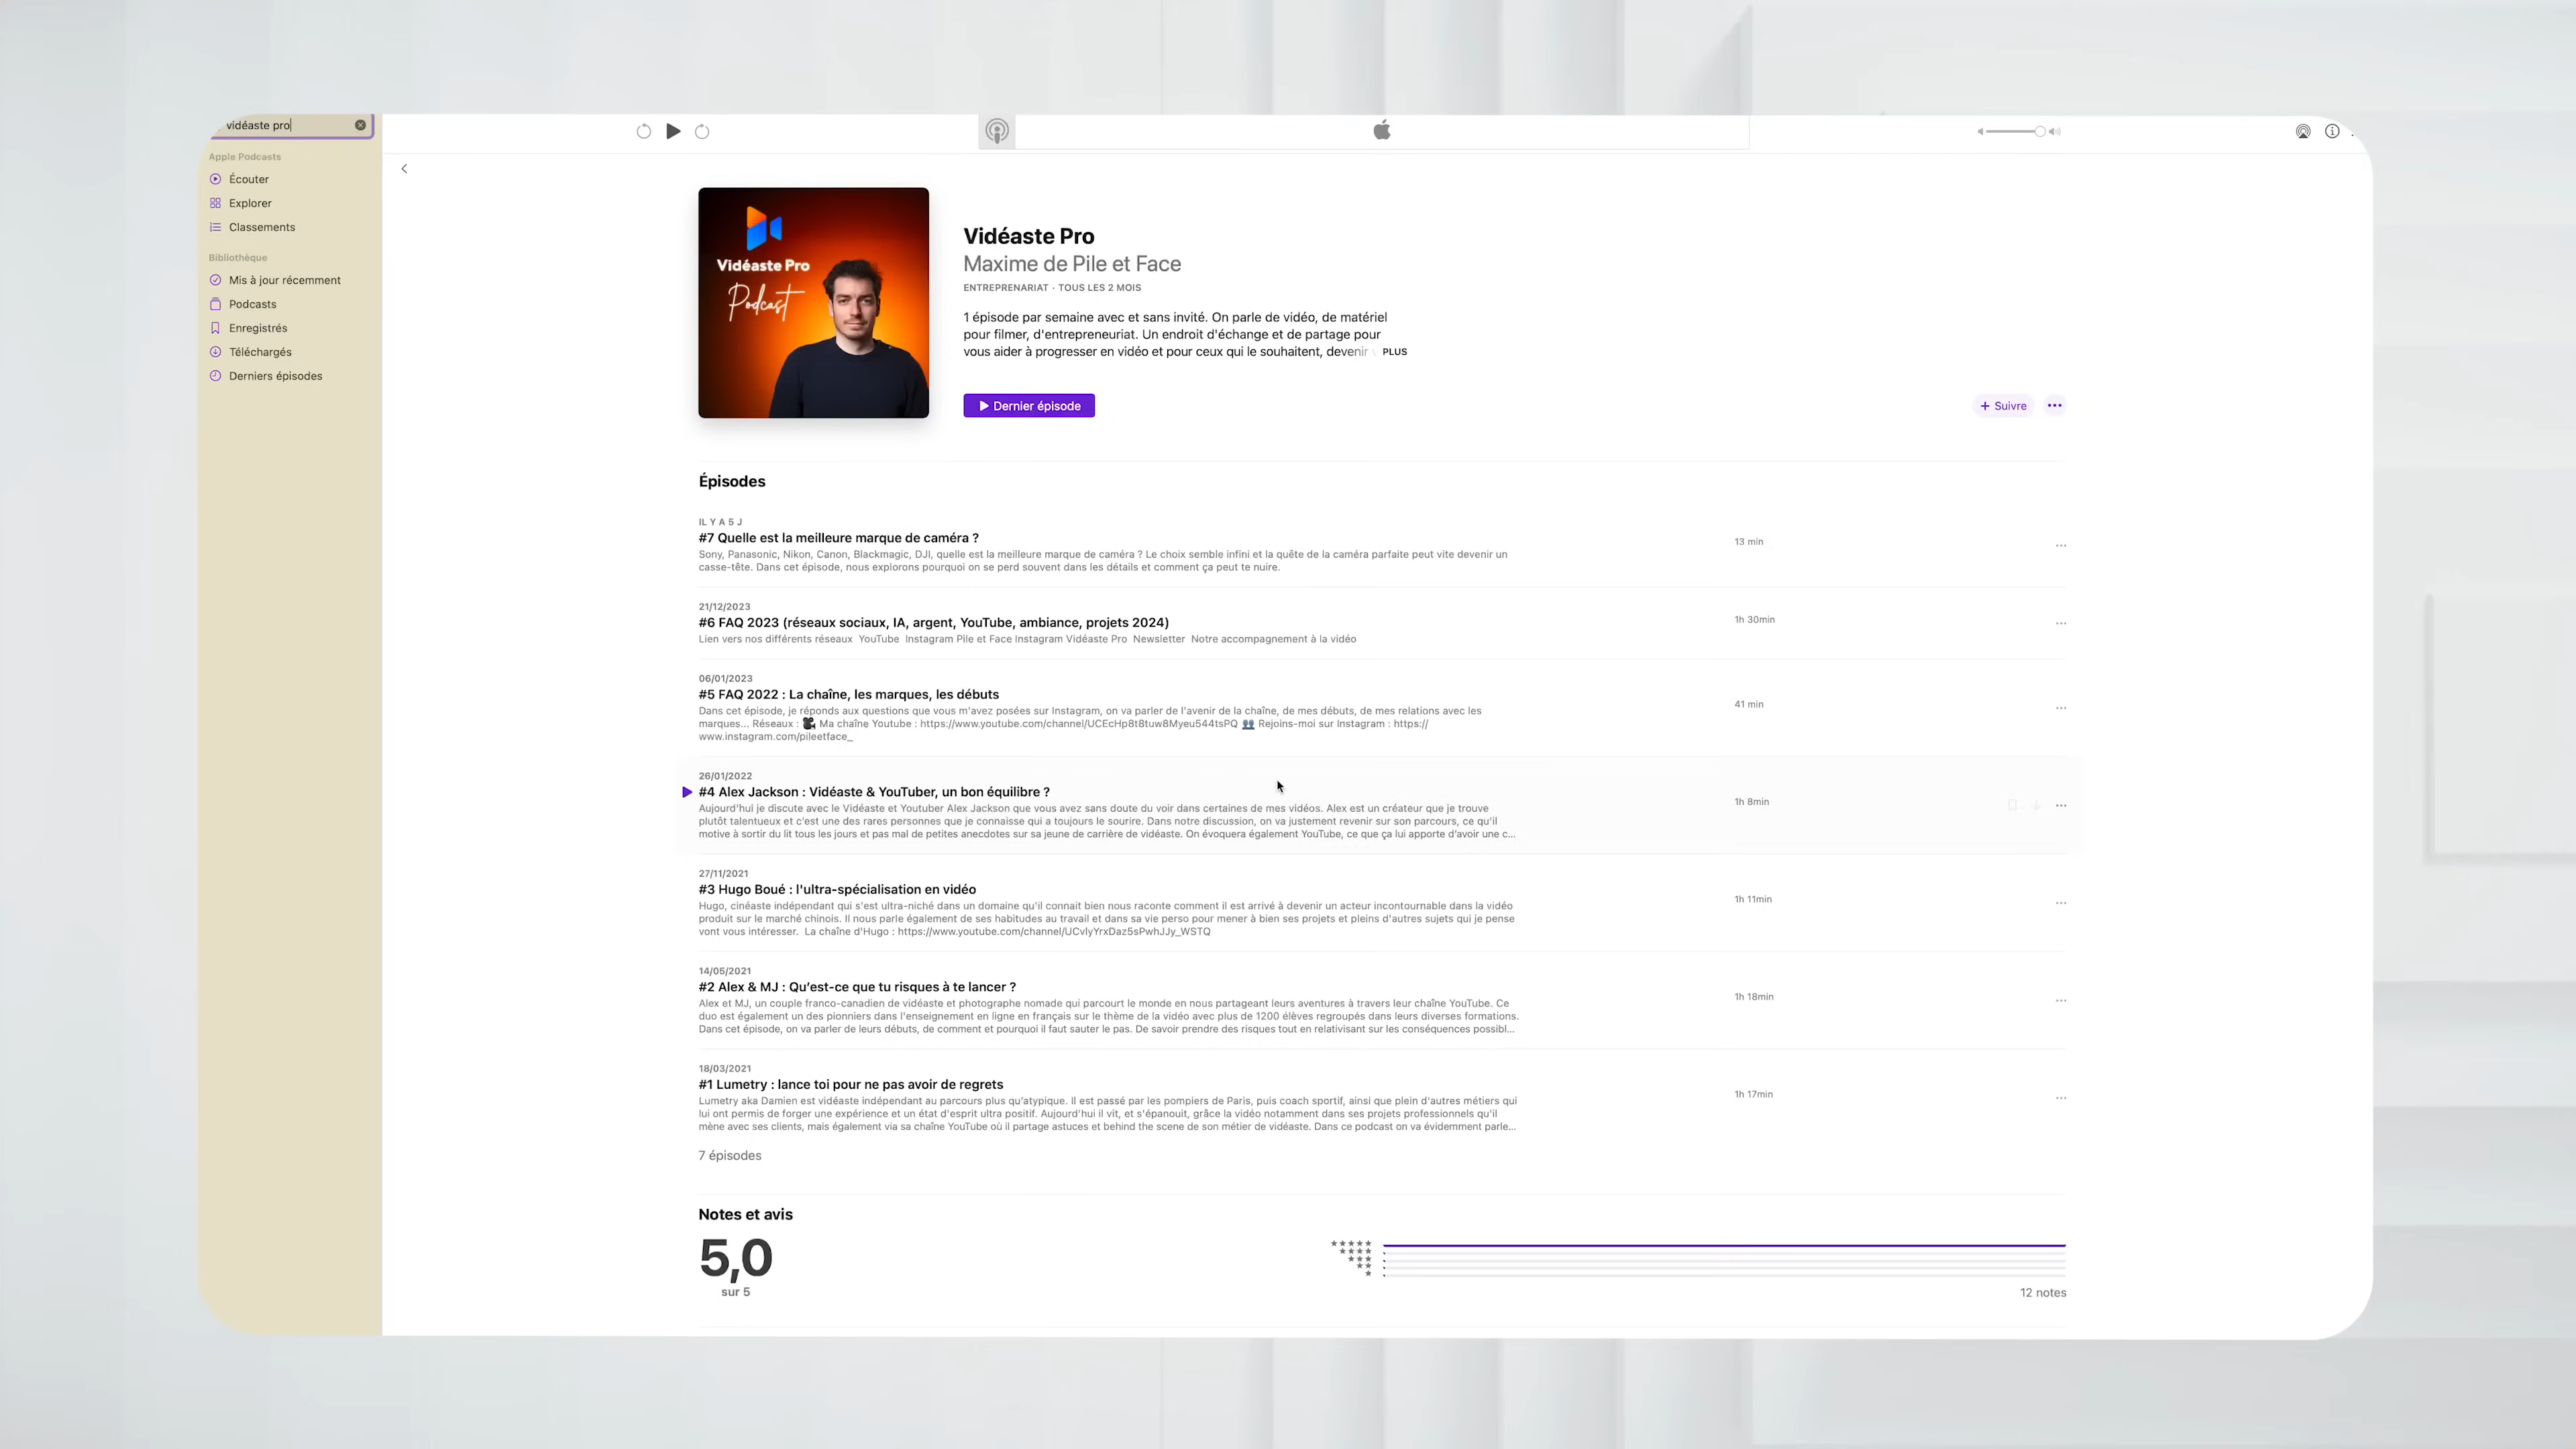 vidéaste pro
Apple Podcasts
Écouter
Explorer
Classements
Bibliothèque
Mis à jour récemment
Podcasts
Enregistrés
Téléchargés
Derniers épisodes
Vidéaste Pro
Podcast
Vidéaste Pro
Maxime de Pile et Face
ENTREPRENARIAT · TOUS LES 2 MOIS
1 épisode par semaine avec et sans invité. On parle de vidéo, de matériel
pour filmer, d'entrepreneuriat. Un endroit d'échange et de partage pour
vous aider à progresser en vidéo et pour ceux qui le souhaitent, devenir PLUS
Dernier épisode
+ Suivre
Épisodes
IL Y A 5 J
#7 Quelle est la meilleure marque de caméra ?
Sony, Panasonic, Nikon, Canon, Blackmagic, DJI, quelle est la meilleure marque de caméra ? Le choix semble infini et la quête de la caméra parfaite peut vite devenir un
casse-tête. Dans cet épisode, nous explorons pourquoi on se perd souvent dans les détails et comment ça peut te nuire.
13 min
21/12/2023
#6 FAQ 2023 (réseaux sociaux, IA, argent, YouTube, ambiance, projets 2024)
Lien vers nos différents réseaux YouTube Instagram Pile et Face Instagram Vidéaste Pro Newsletter Notre accompagnement à la vidéo
1h 30min
06/01/2023
#5 FAQ 2022 : La chaîne, les marques, les débuts
Dans cet épisode, je réponds aux questions que vous m'avez posées sur Instagram, on va parler de l'avenir de la chaîne, de mes débuts, de mes relations avec les
marques... Réseaux : 🎥 Ma chaîne Youtube : https://www.youtube.com/channel/UCEcHp8t8tuw8Myeu544tsPQ 👥 Rejoins-moi sur Instagram : https://
www.instagram.com/pileetface_
41 min
26/01/2022
#4 Alex Jackson : Vidéaste & YouTuber, un bon équilibre ?
Aujourd'hui je discute avec le Vidéaste et Youtuber Alex Jackson que vous avez sans doute du voir dans certaines de mes vidéos. Alex est un créateur que je trouve
plutôt talentueux et c'est une des rares personnes que je connaisse qui a toujours le sourire. Dans notre discussion, on va justement revenir sur son parcours, ce qu'il
motive à sortir du lit tous les jours et pas mal de petites anecdotes sur sa jeune de carrière de vidéaste. On évoquera également YouTube, ce que ça lui apporte d'avoir une c...
1h 8min
27/11/2021
#3 Hugo Boué : l'ultra-spécialisation en vidéo
Hugo, cinéaste indépendant qui s'est ultra-niché dans un domaine qu'il connait bien nous raconte comment il est arrivé à devenir un acteur incontournable dans la vidéo
produit sur le marché chinois. Il nous parle également de ses habitudes au travail et dans sa vie perso pour mener à bien ses projets et pleins d'autres sujets qui je pense
vont vous intéresser. La chaîne d'Hugo : https://www.youtube.com/channel/UCvIyYrxDaz5sPwhJJy_WSTQ
1h 11min
14/05/2021
#2 Alex & MJ : Qu'est-ce que tu risques à te lancer ?
Alex et MJ, un couple franco-canadien de vidéaste et photographe nomade qui parcourt le monde en nous partageant leurs aventures à travers leur chaîne YouTube. Ce
duo est également un des pionniers dans l'enseignement en ligne en français sur le thème de la vidéo avec plus de 1200 élèves regroupés dans leurs diverses formations.
Dans cet épisode, on va parler de leurs débuts, de comment et pourquoi il faut sauter le pas. De savoir prendre des risques tout en relativisant sur les conséquences possibl...
1h 18min
18/03/2021
#1 Lumetry : lance toi pour ne pas avoir de regrets
Lumetry aka Damien est vidéaste indépendant au parcours plus qu'atypique. Il est passé par les pompiers de Paris, puis coach sportif, ainsi que plein d'autres métiers qui
lui ont permis de forger une expérience et un état d'esprit ultra positif. Aujourd'hui il vit, et s'épanouit, grâce la vidéo notamment dans ses projets professionnels qu'il
mène avec ses clients, mais également via sa chaîne YouTube où il partage astuces et behind the scene de son métier de vidéaste. Dans ce podcast on va évidemment parle...
1h 17min
7 épisodes
Notes et avis
5,0
sur 5
12 notes